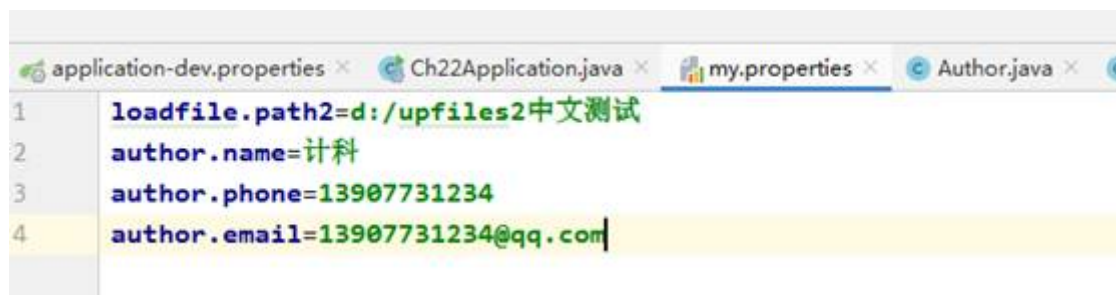 application-dev.properties Ch22Application.java my.properties Author.java
1 loadfile.path2=d:/upfiles2中文测试
2 author.name=计科
3 author.phone=13907731234
4 author.email=13907731234@qq.com